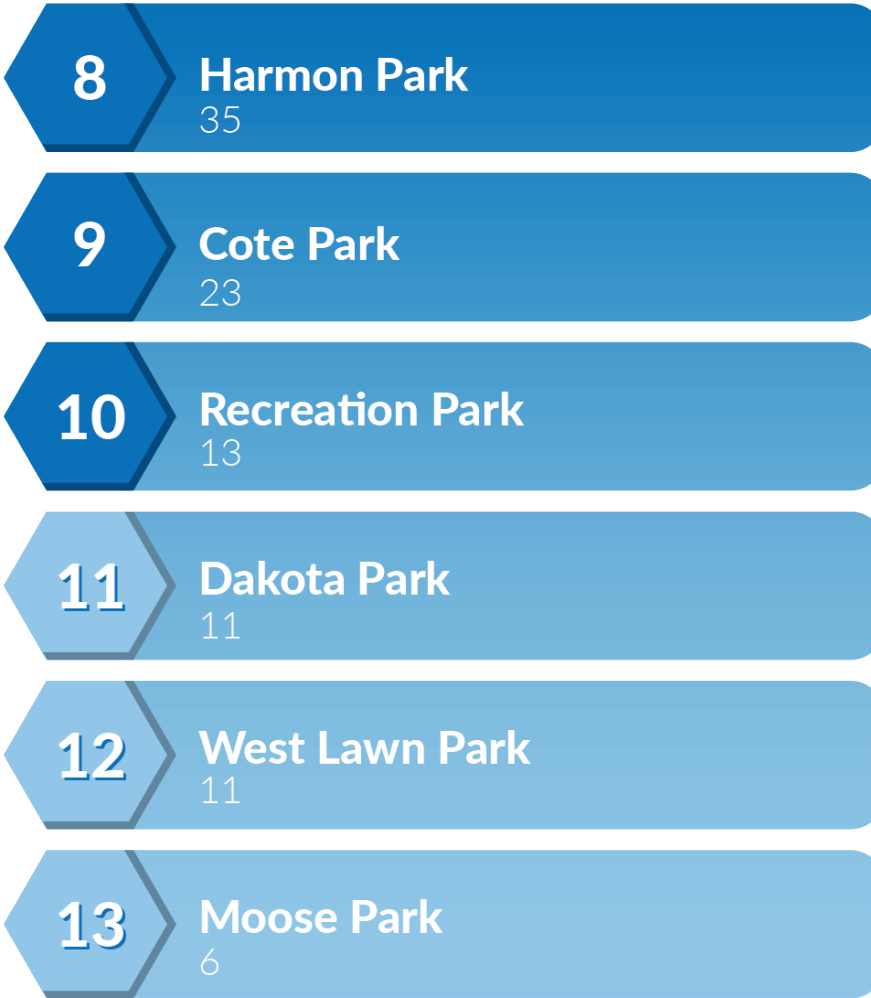 8
Harmon Park
35
9
Cote Park
23
10
Recreation Park
13
11
Dakota Park
11
12
West Lawn Park
11
13
Moose Park
6